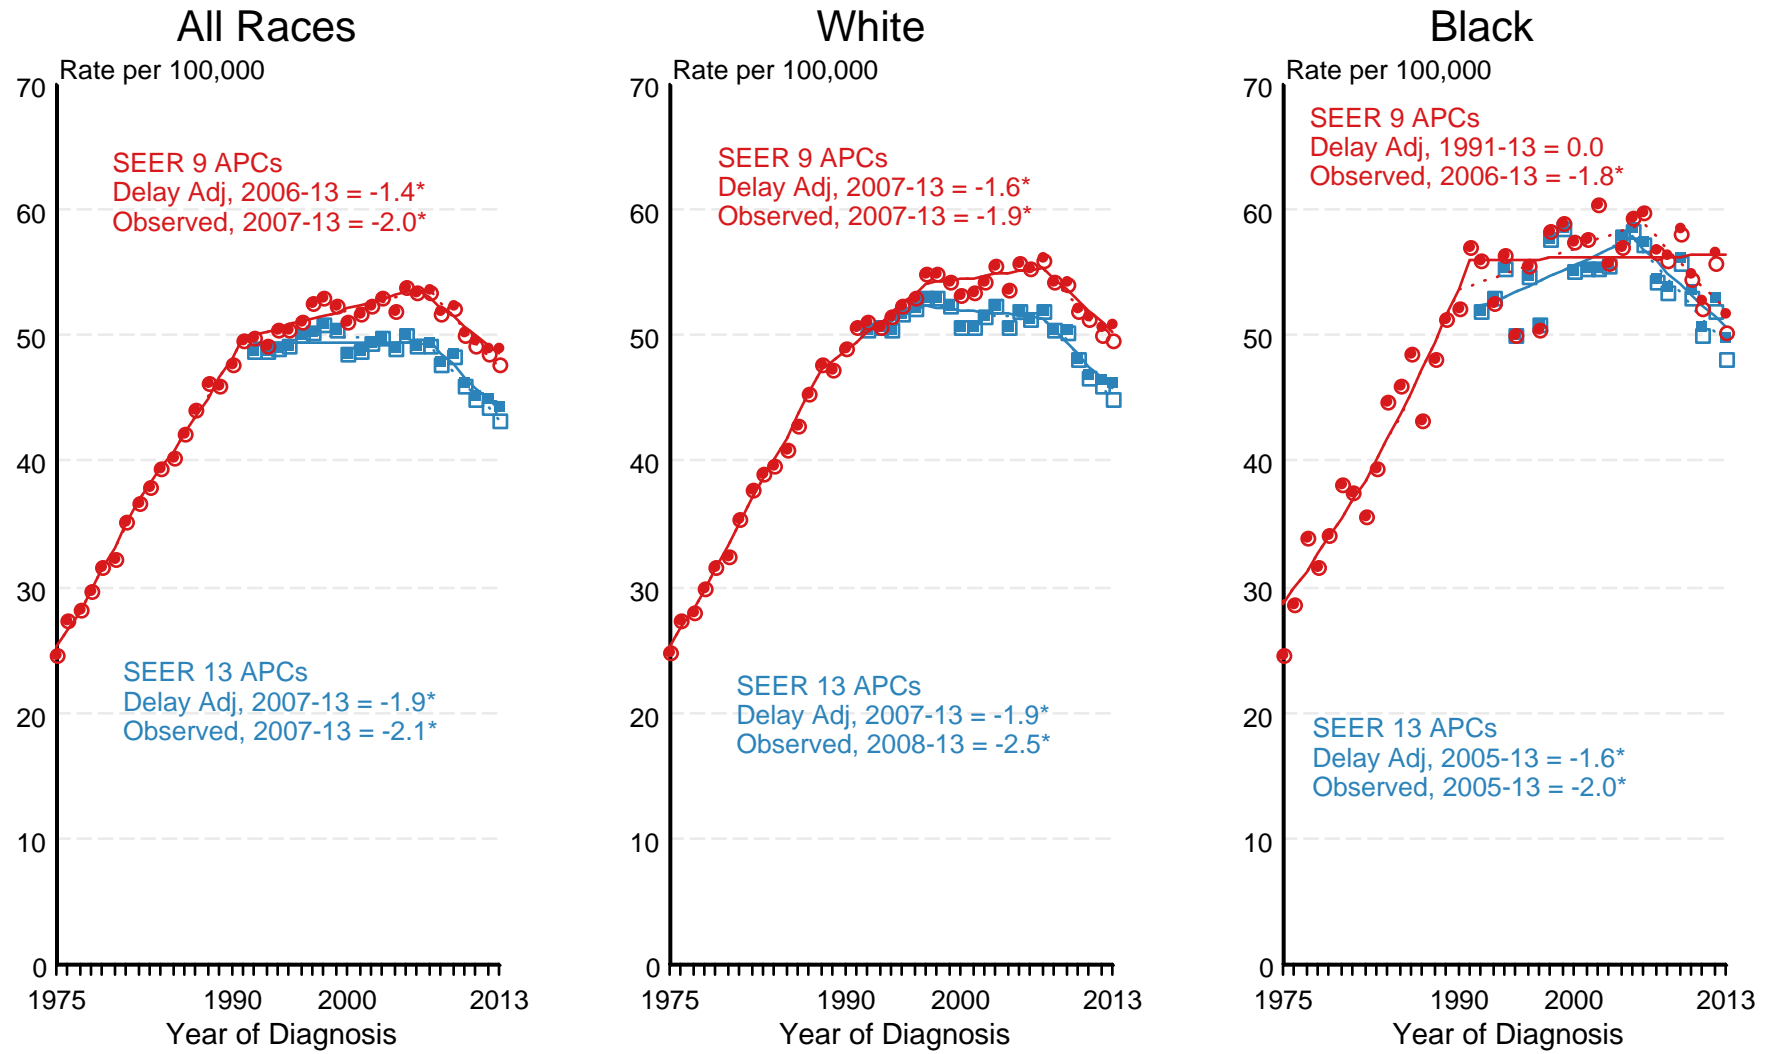 All Races
Rate per 100,000
70
SEER 9 APCs
Delay Adj, 2006-13 = -1.4*
Observed, 2007-13 = -2.0*
60
50
40
30
SEER 13 APCs
Delay Adj, 2007-13 = -1.9*
Observed, 2007-13 = -2.1*
20
10
0
1975 1990 2000 2013
Year of Diagnosis
White
Rate per 100,000
70
SEER 9 APCs
Delay Adj, 2007-13 = -1.6*
Observed, 2007-13 = -1.9*
60
50
40
30
SEER 13 APCs
Delay Adj, 2007-13 = -1.9*
Observed, 2008-13 = -2.5*
20
10
0
1975 1990 2000 2013
Year of Diagnosis
Black
Rate per 100,000
70
SEER 9 APCs
Delay Adj, 1991-13 = 0.0
Observed, 2006-13 = -1.8*
60
50
40
30
20
SEER 13 APCs
Delay Adj, 2005-13 = -1.6*
Observed, 2005-13 = -2.0*
10
0
1975 1990 2000 2013
Year of Diagnosis